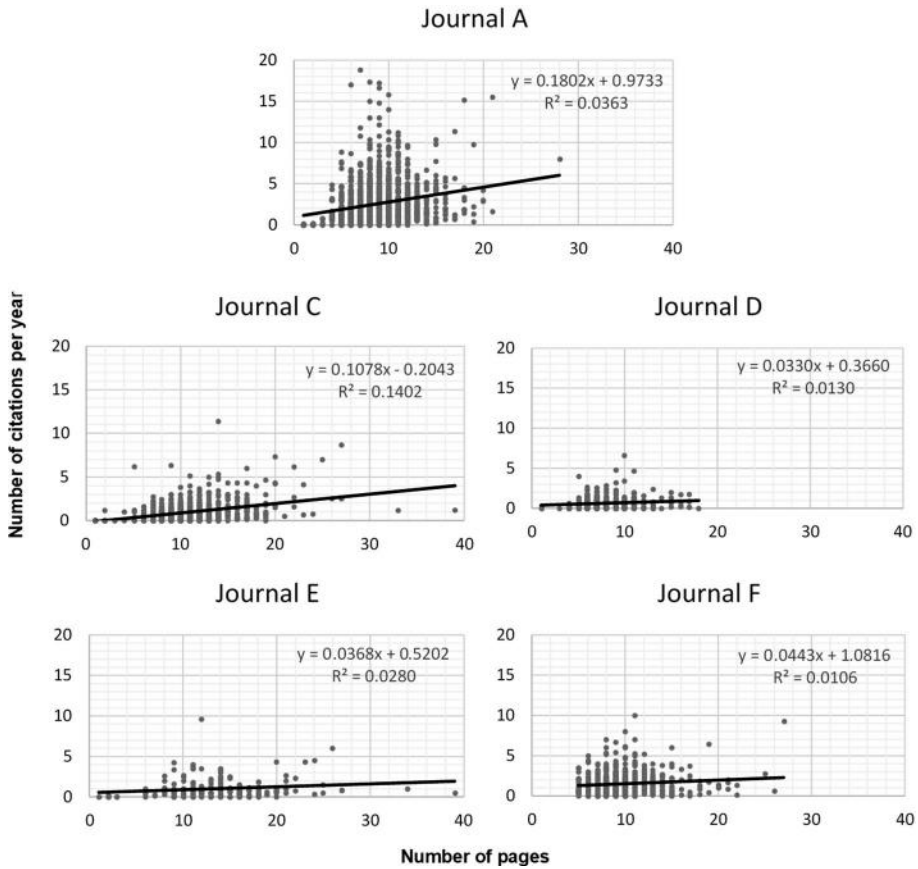 Journal A
20
15
10
5
0
y = 0.1802x + 0.9733
R² = 0.0363
0 10 20 30 40
Number of citations per year
Journal C
20
15
10
5
0
y = 0.1078x - 0.2043
R² = 0.1402
0 10 20 30 40
Journal D
20
15
10
5
0
y = 0.0330x + 0.3660
R² = 0.0130
0 10 20 30 40
Journal E
20
15
10
5
0
y = 0.0368x + 0.5202
R² = 0.0280
0 10 20 30 40
Journal F
20
15
10
5
0
y = 0.0443x + 1.0816
R² = 0.0106
0 10 20 30 40
Number of pages